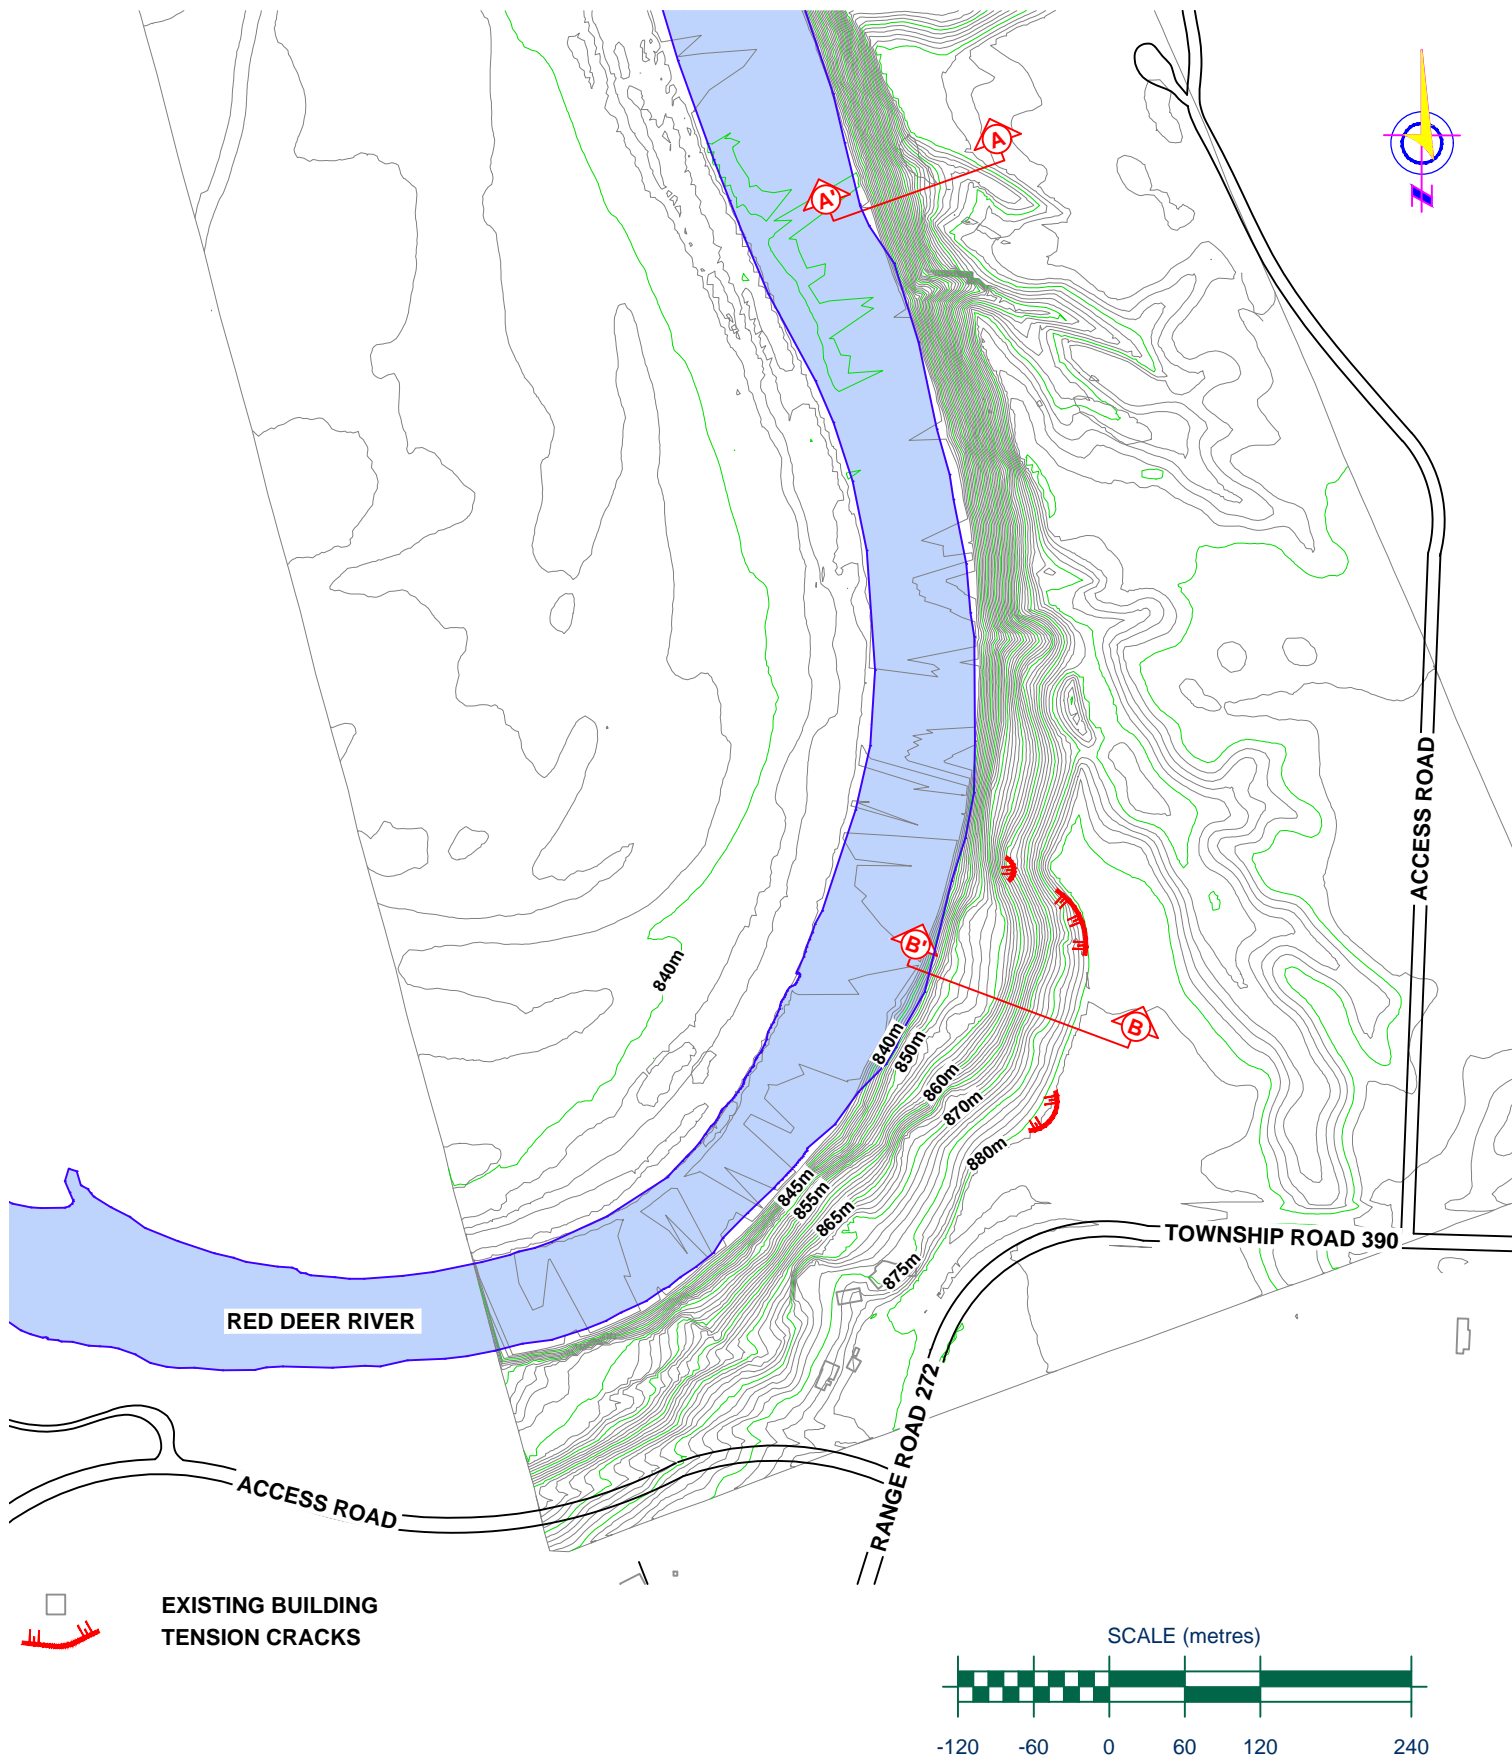 A
A'
N
ACCESS ROAD
840m
B'
B
840m
850m
860m
870m
880m
845m
855m
865m
875m
TOWNSHIP ROAD 390
RED DEER RIVER
RANGE ROAD 272
ACCESS ROAD
EXISTING BUILDING
TENSION CRACKS
SCALE (metres)
-120 -60 0 60 120 240